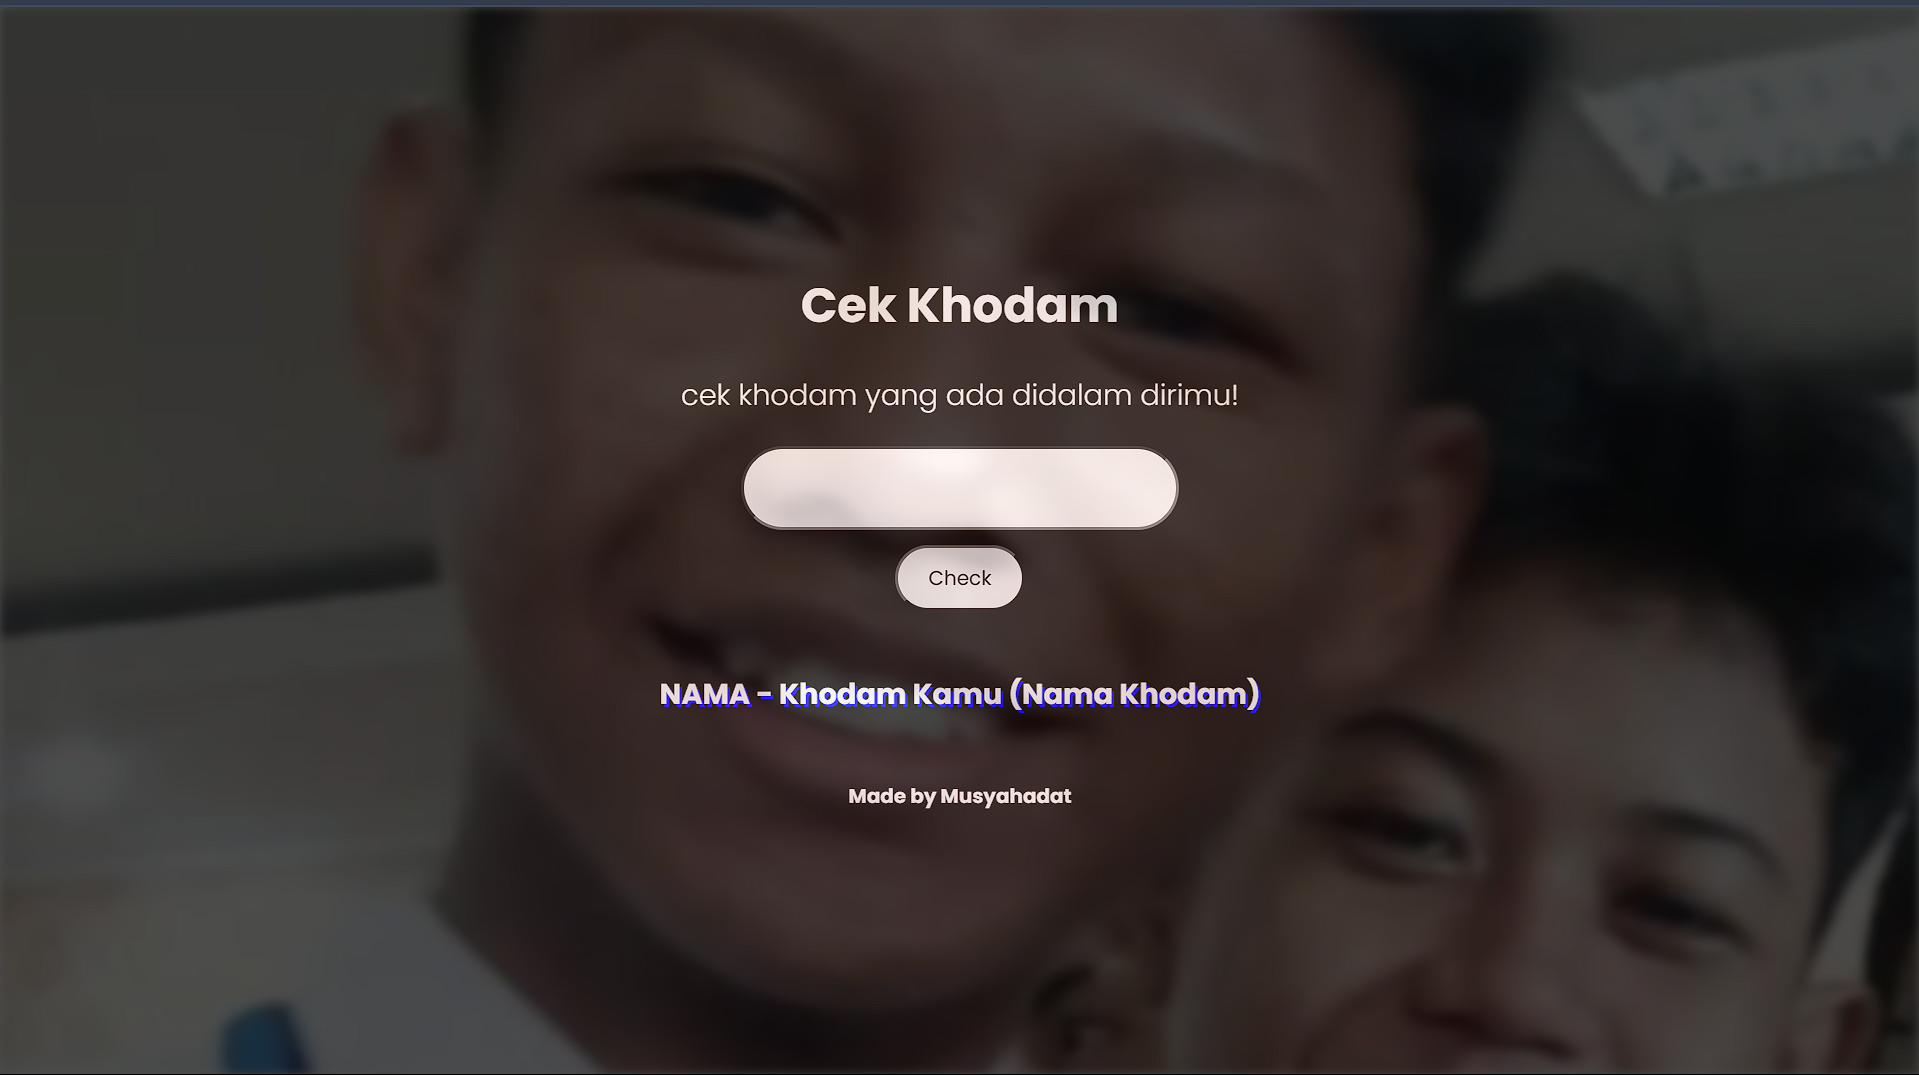 Cek Khodam
cek khodam yang ada didalam dirimu!
Check
NAMA - Khodam Kamu (Nama Khodam)
Made by Musyahadat